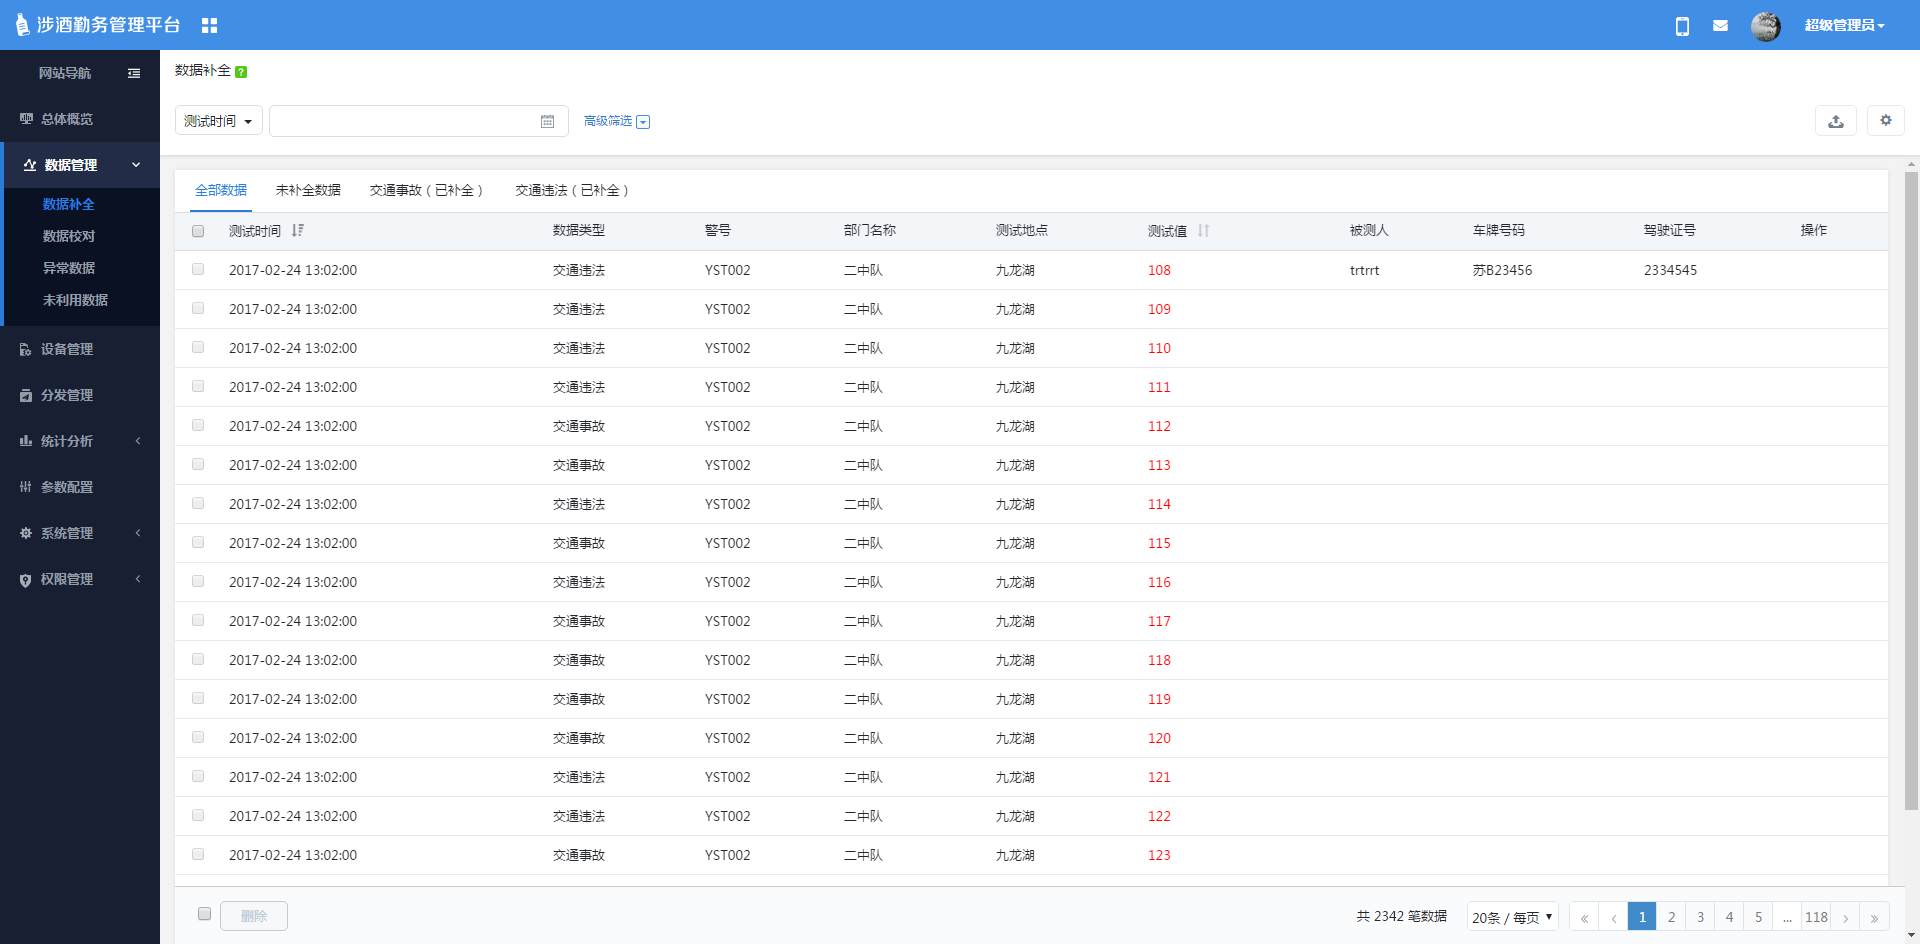 涉酒勤务管理平台
超级管理员
网站导航
总体概览
数据管理
数据补全
数据校对
异常数据
未利用数据
设备管理
分发管理
统计分析
参数配置
系统管理
权限管理
数据补全 ?
测试时间
高级筛选
全部数据 未补全数据 交通事故（已补全） 交通违法（已补全）
测试时间 数据类型 警号 部门名称 测试地点 测试值 被测人 车牌号码 驾驶证号 操作
2017-02-24 13:02:00 交通违法 YST002 二中队 九龙湖 108 trtrrt 苏B23456 2334545
2017-02-24 13:02:00 交通违法 YST002 二中队 九龙湖 109
2017-02-24 13:02:00 交通违法 YST002 二中队 九龙湖 110
2017-02-24 13:02:00 交通违法 YST002 二中队 九龙湖 111
2017-02-24 13:02:00 交通事故 YST002 二中队 九龙湖 112
2017-02-24 13:02:00 交通事故 YST002 二中队 九龙湖 113
2017-02-24 13:02:00 交通违法 YST002 二中队 九龙湖 114
2017-02-24 13:02:00 交通事故 YST002 二中队 九龙湖 115
2017-02-24 13:02:00 交通违法 YST002 二中队 九龙湖 116
2017-02-24 13:02:00 交通事故 YST002 二中队 九龙湖 117
2017-02-24 13:02:00 交通事故 YST002 二中队 九龙湖 118
2017-02-24 13:02:00 交通事故 YST002 二中队 九龙湖 119
2017-02-24 13:02:00 交通事故 YST002 二中队 九龙湖 120
2017-02-24 13:02:00 交通违法 YST002 二中队 九龙湖 121
2017-02-24 13:02:00 交通违法 YST002 二中队 九龙湖 122
2017-02-24 13:02:00 交通事故 YST002 二中队 九龙湖 123
删除 共 2342 笔数据 20条 / 每页 « ‹ 1 2 3 4 5 ... 118 › »